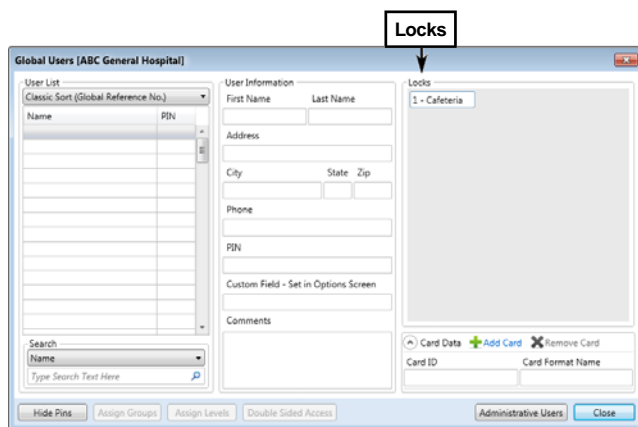 Locks
Global Users [ABC General Hospital]
User List
Classic Sort (Global Reference No.)
Name PIN
Search
Name
Type Search Text Here
User Information
First Name Last Name
Address
City State Zip
Phone
PIN
Custom Field - Set in Options Screen
Comments
Locks
1 - Cafeteria
Card Data Add Card Remove Card
Card ID Card Format Name
Hide Pins Assign Groups Assign Levels Double Sided Access Administrative Users Close